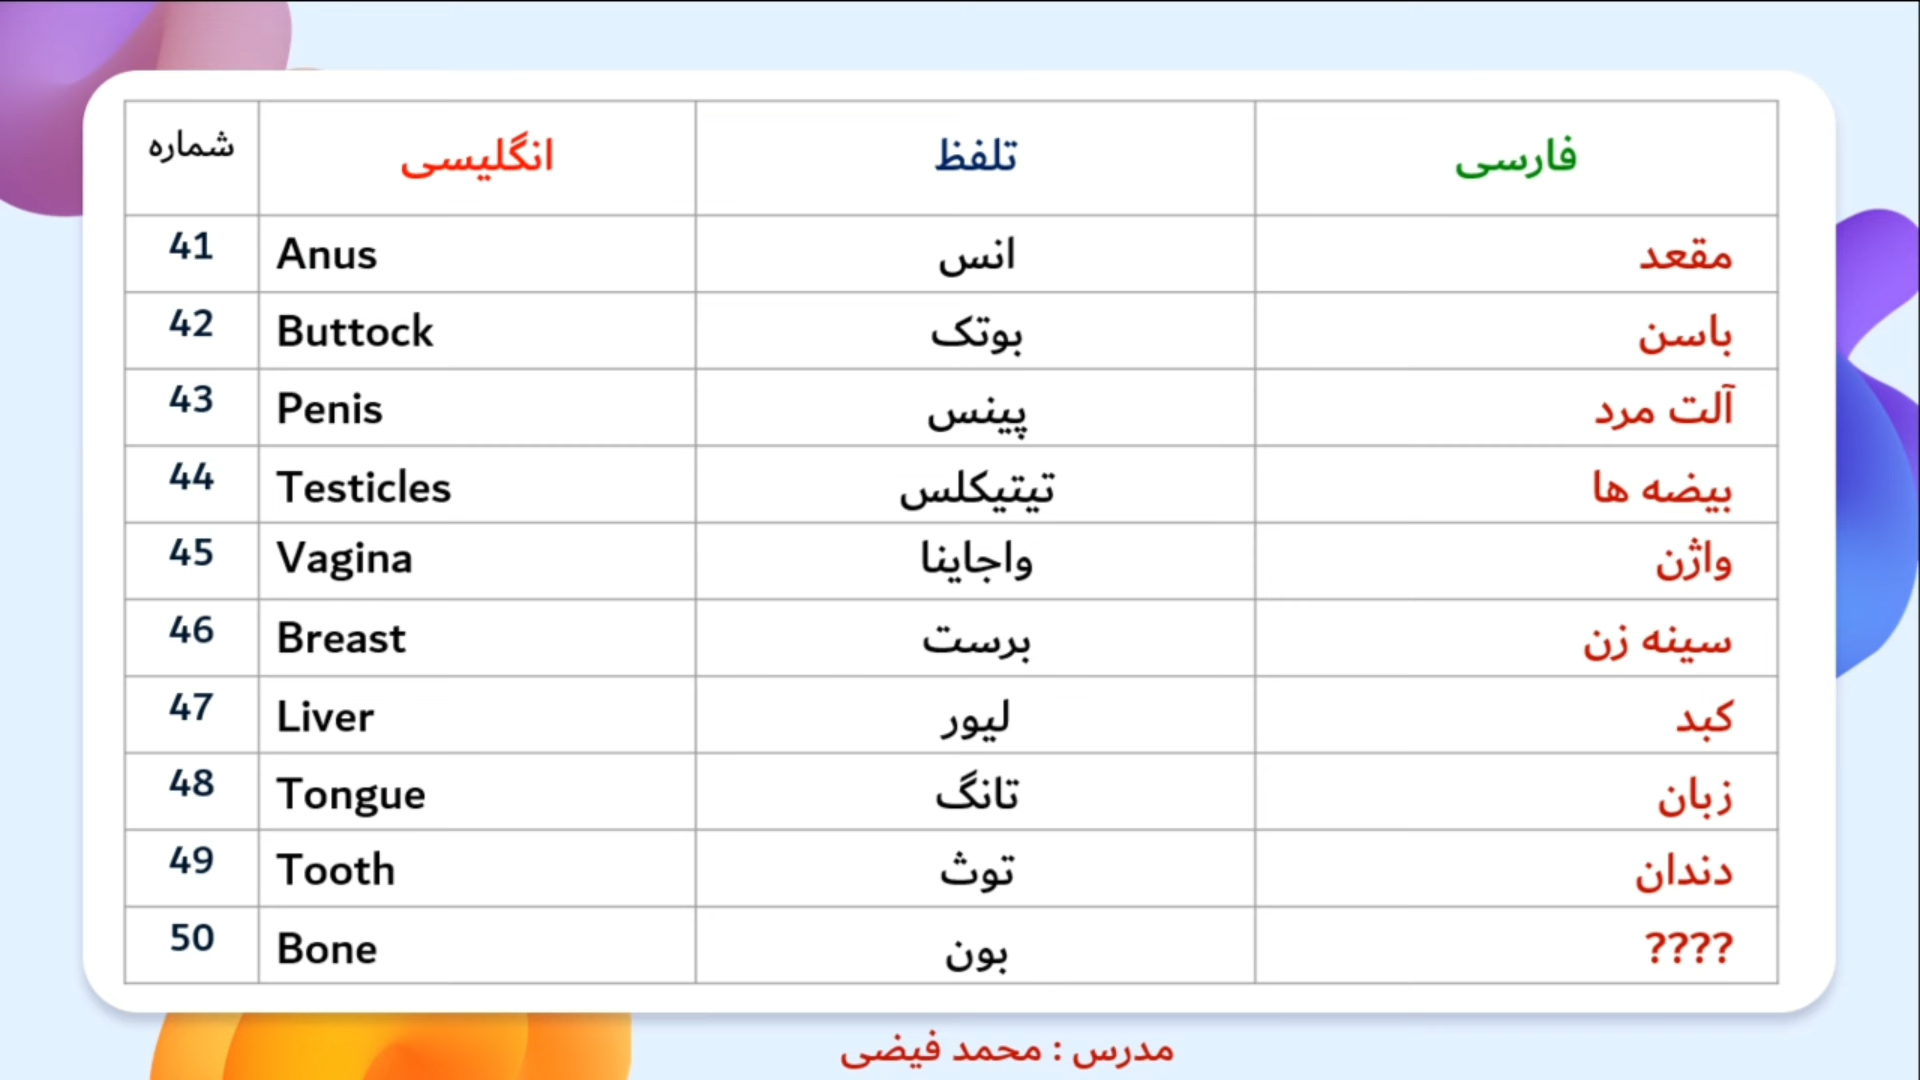 شماره انگلیسی تلفظ فارسی
41 Anus انس مقعد
42 Buttock بوتک باسن
43 Penis پینس آلت مرد
44 Testicles تیتیکلس بیضه ها
45 Vagina واجاینا واژن
46 Breast برست سینه زن
47 Liver لیور کبد
48 Tongue تانگ زبان
49 Tooth توث دندان
50 Bone بون ????
مدرس : محمد فیضی